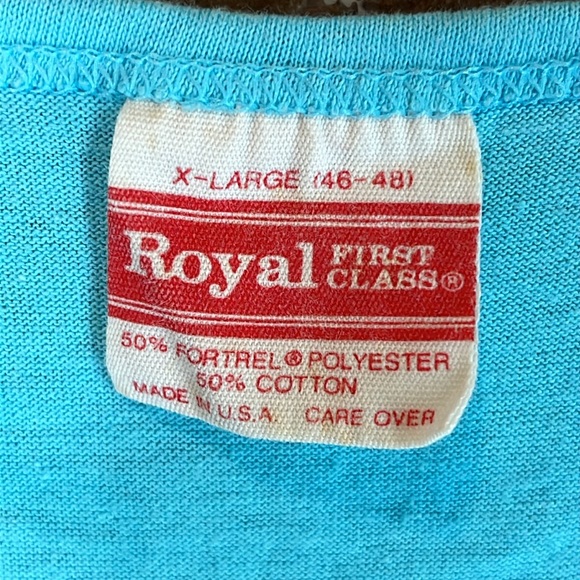 X-LARGE (46-48)
Royal FIRST CLASS®
50% FORTREL® POLYESTER
50% COTTON
MADE IN U.S.A. CARE OVER